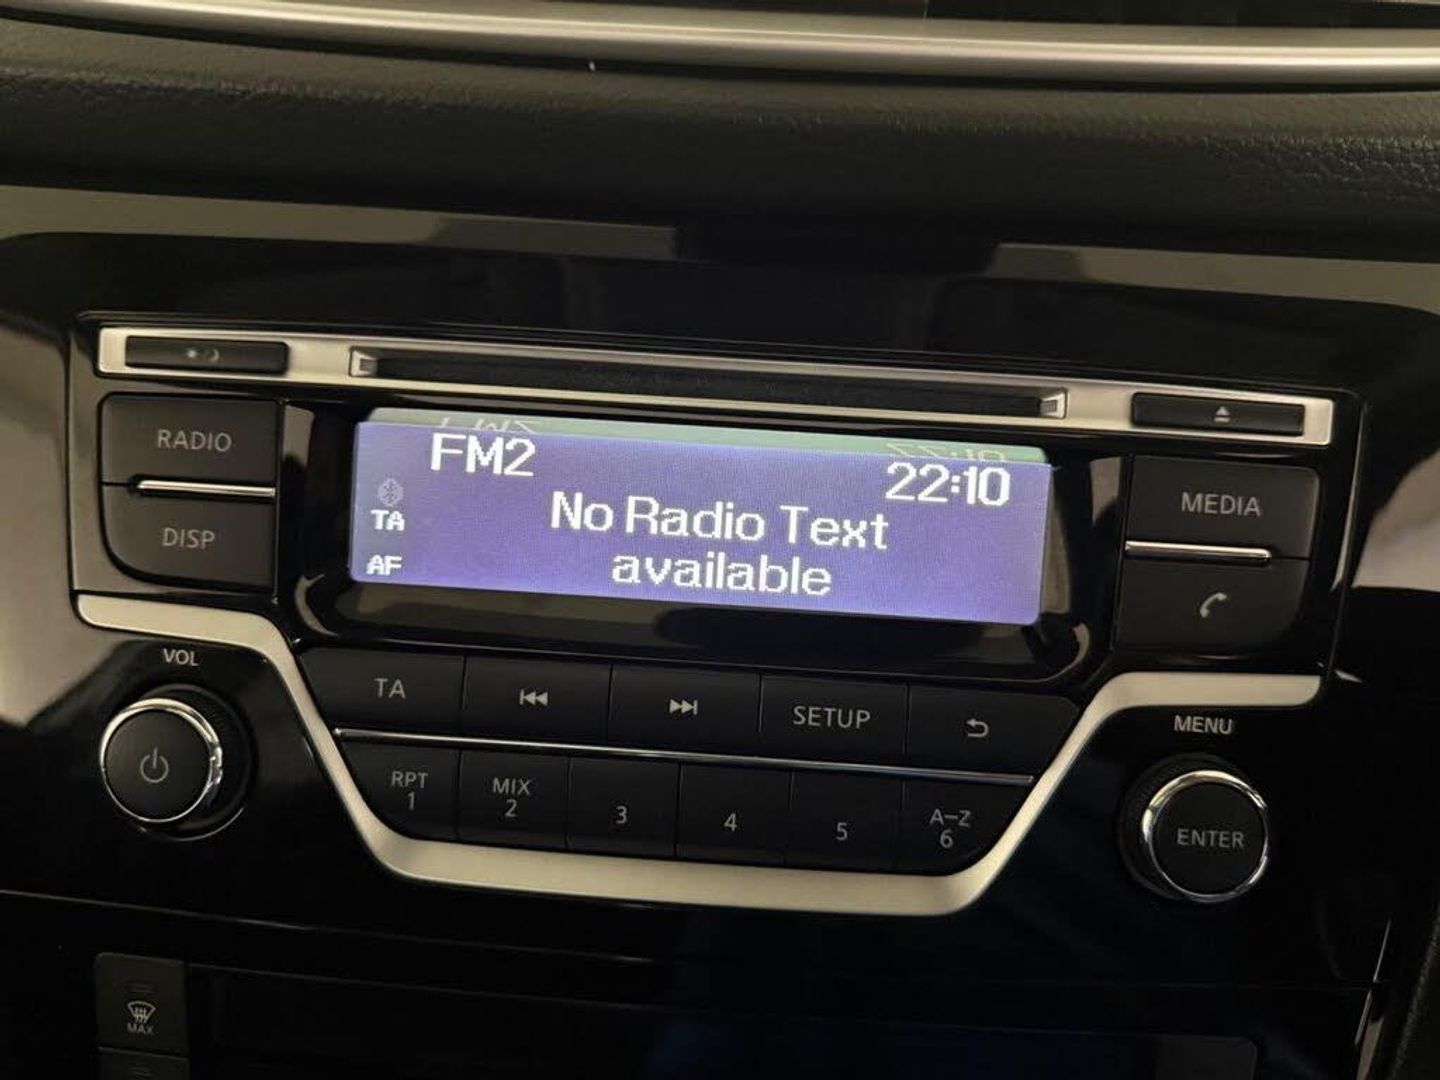 RADIO
DISP
FM2
22:10
TA
AF
No Radio Text
available
MEDIA
VOL
TA
SETUP
MENU
RPT
1
MIX
2
3
4
5
A-Z
6
ENTER
MAX